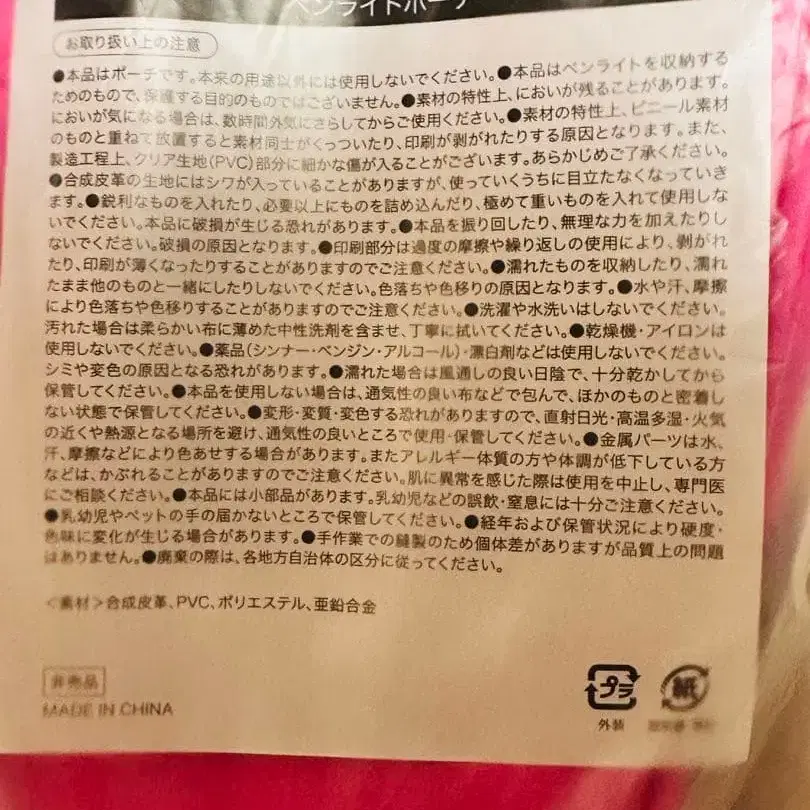 ペンライトポーチ
お取り扱い上の注意
●本品はポーチです。本来の用途以外には使用しないでください。●本品はペンライトを収納する
ためのもので、保護する目的のものではございません。●素材の特性上、においが残ることがあります。
においが気になる場合は、数時間外気にさらしてからご使用ください。●素材の特性上、ビニール素材
のものと重ねて放置すると素材同士がくっついたり、印刷が剥がれたりする原因となります。また、
製造工程上、クリア生地(PVC)部分に細かな傷が入ることがございます。あらかじめご了承ください。
●合成皮革の生地にはシワが入っていることがありますが、使っていくうちに目立たなくなっていき
ます。●鋭利なものを入れたり、必要以上にものを詰め込んだり、極めて重いものを入れて使用しな
いでください。本品に破損が生じる恐れがあります。●本品を振り回したり、無理な力を加えたりし
ないでください。破損の原因となります。●印刷部分は過度の摩擦や繰り返しの使用により、剥がれ
たり、印刷が薄くなったりすることがありますのでご注意ください。●濡れたものを収納したり、濡れ
たまま他のものと一緒にしたりしないでください。色落ちや色移りの原因となります。●水や汗、摩擦
により色落ちや色移りすることがありますのでご注意ください。●洗濯や水洗いはしないでください。
汚れた場合は柔らかい布に薄めた中性洗剤を含ませ、丁寧に拭いてください。●乾燥機・アイロンは
使用しないでください。●薬品(シンナー・ベンジン・アルコール)・漂白剤などは使用しないでください。
シミや変色の原因となる恐れがあります。●濡れた場合は風通しの良い日陰で、十分乾かしてから
保管してください。●本品を使用しない場合は、通気性の良い布などで包んで、ほかのものと密着し
ない状態で保管してください。●変形・変質・変色する恐れがありますので、直射日光・高温多湿・火気
の近くや熱源となる場所を避け、通気性の良いところで使用・保管してください。●金属パーツは水、
汗、摩擦などにより色あせする場合があります。またアレルギー体質の方や体調が低下している方
などは、かぶれることがありますのでご注意ください。肌に異常を感じた際は使用を中止し、専門医
にご相談ください。●本品には小部品があります。乳幼児などの誤飲・窒息には十分ご注意ください。
●乳幼児やペットの手の届かないところで保管してください。●経年および保管状況により硬度・
色味に変化が生じる場合があります。●手作業での縫製のため個体差がありますが品質上の問題
はありません。●廃棄の際は、各地方自治体の区分に従ってください。
<素材>合成皮革、PVC、ポリエステル、亜鉛合金
非売品
MADE IN CHINA
プラ
外装
紙